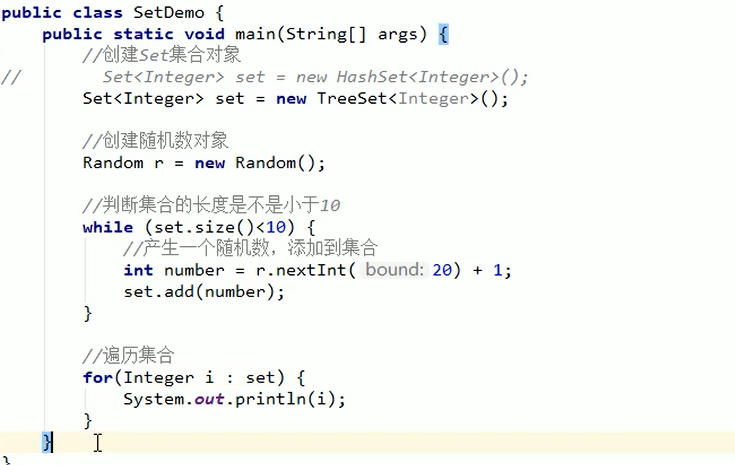 public class SetDemo {
    public static void main(String[] args) {
        //创建Set集合对象
//        Set<Integer> set = new HashSet<Integer>();
        Set<Integer> set = new TreeSet<Integer>();
        //创建随机数对象
        Random r = new Random();
        //判断集合的长度是不是小于10
        while (set.size()<10) {
            //产生一个随机数，添加到集合
            int number = r.nextInt( bound: 20) + 1;
            set.add(number);
        }
        //遍历集合
        for(Integer i : set) {
            System.out.println(i);
        }
    }
}